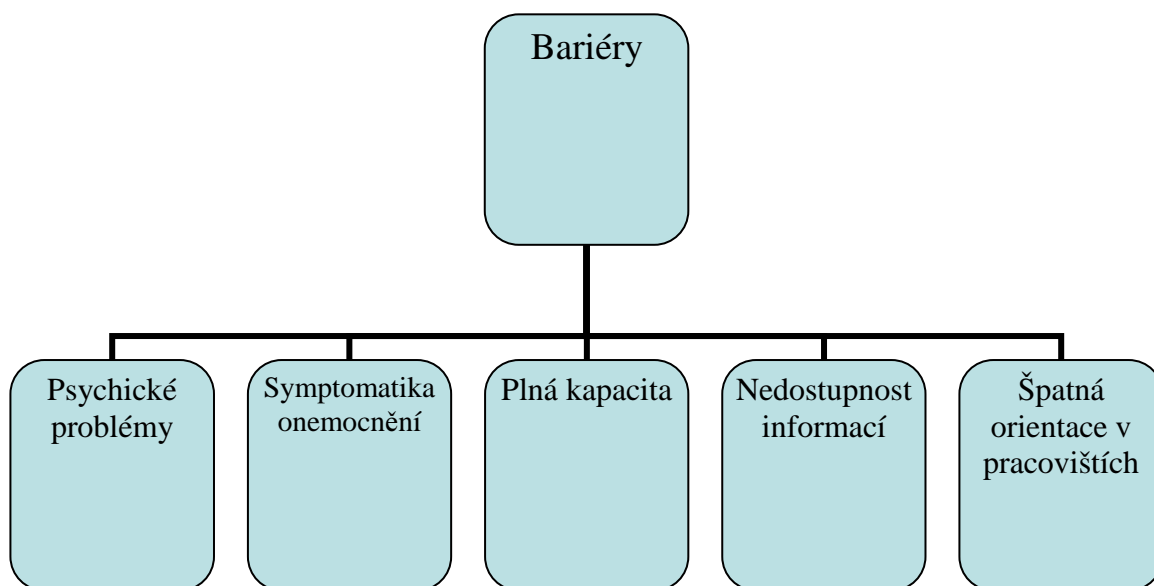 Bariéry
Psychické
problémy
Symptomatika
onemocnění
Plná kapacita
Nedostupnost
informací
Špatná
orientace v
pracovištích